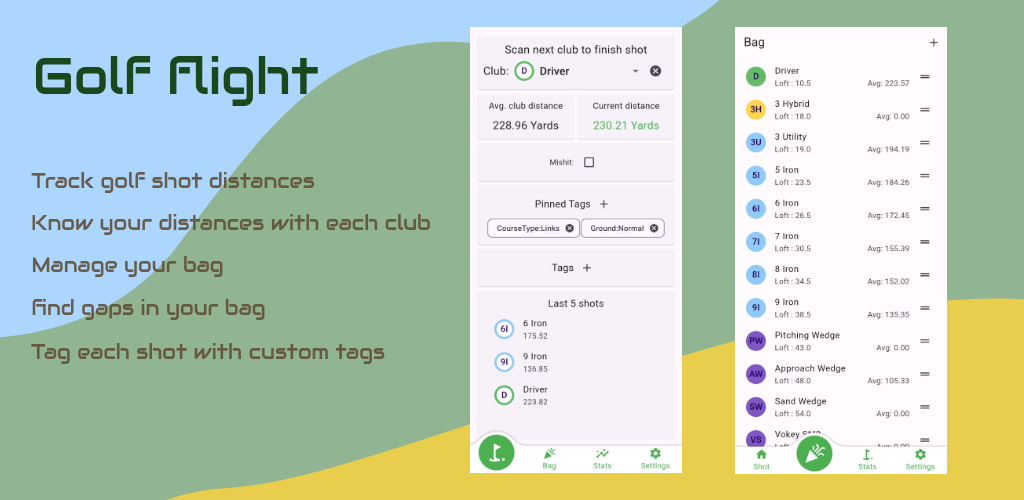 Golf flight
Track golf shot distances
Know your distances with each club
Manage your bag
find gaps in your bag
Tag each shot with custom tags
Scan next club to finish shot
Club: D Driver
Avg. club distance
228.96 Yards
Current distance
230.21 Yards
Mishit:
Pinned Tags +
CourseType:Links
Ground:Normal
Tags +
Last 5 shots
6I 6 Iron
175.52
9I 9 Iron
136.85
D Driver
223.82
Bag
Stats
Settings
Bag +
D Driver
Loft : 10.5 Avg: 223.57
3H 3 Hybrid
Loft : 18.0 Avg: 0.00
3U 3 Utility
Loft : 19.0 Avg: 194.19
5I 5 Iron
Loft : 23.5 Avg: 184.26
6I 6 Iron
Loft : 26.5 Avg: 172.45
7I 7 Iron
Loft : 30.5 Avg: 155.39
8I 8 Iron
Loft : 34.5 Avg: 152.02
9I 9 Iron
Loft : 38.5 Avg: 135.35
PW Pitching Wedge
Loft : 43.0 Avg: 0.00
AW Approach Wedge
Loft : 48.0 Avg: 105.33
SW Sand Wedge
Loft : 54.0 Avg: 0.00
VS Vokey
Avg: 0.00
Shot
Stats
Settings